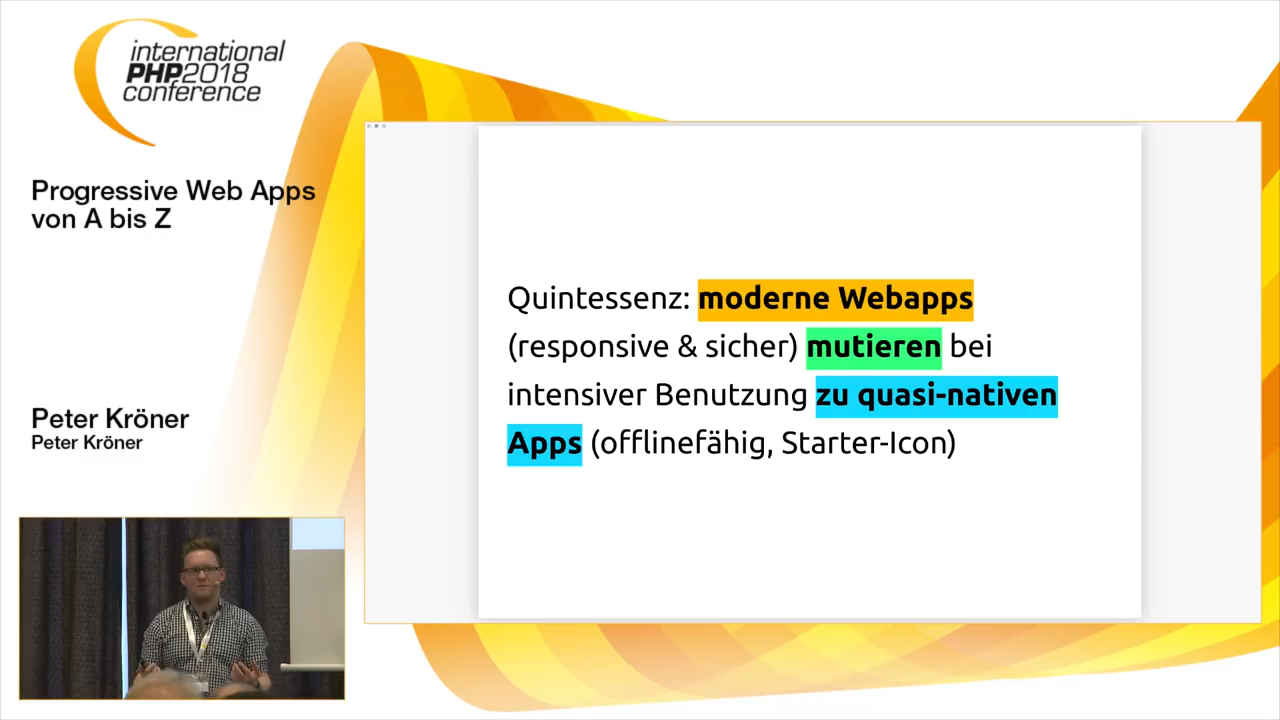 international
PHP2018
conference
Progressive Web Apps
von A bis Z
Peter Kröner
Peter Kröner
Quintessenz: moderne Webapps
(responsive & sicher) mutieren bei
intensiver Benutzung zu quasi-nativen
Apps (offlinefähig, Starter-Icon)